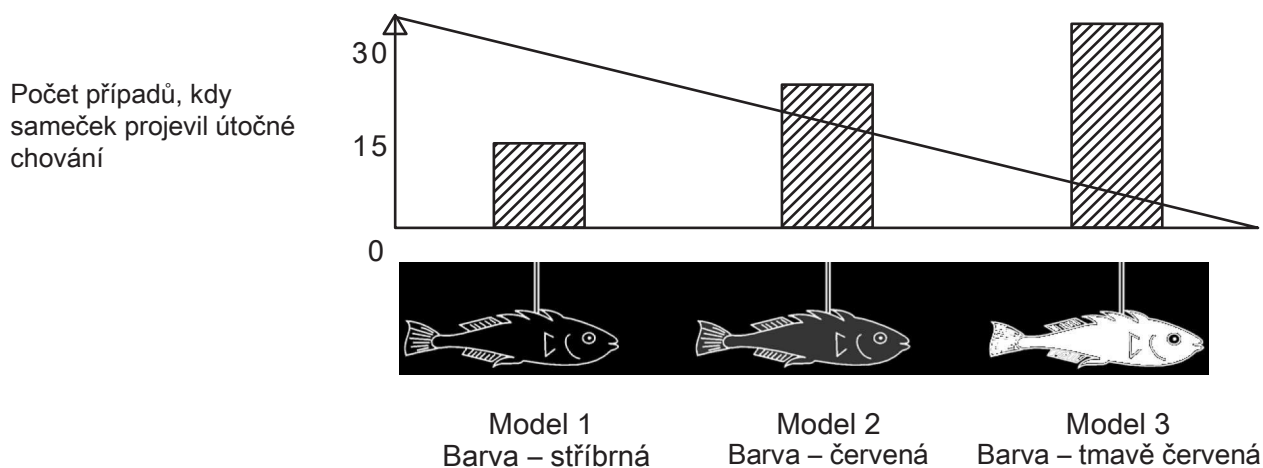 30
Počet případů, kdy
sameček projevil útočné
chování
15
0
Model 1
Barva – stříbrná
Model 2
Barva – červená
Model 3
Barva – tmavě červená